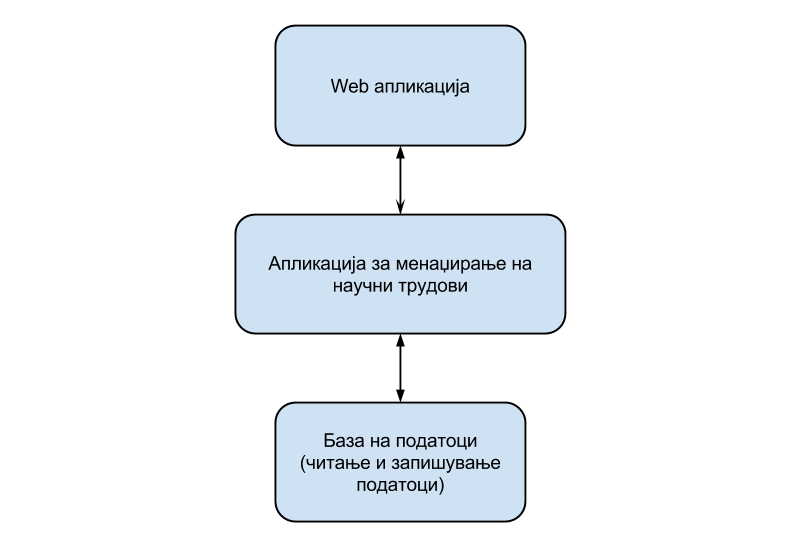 Web апликација
Апликација за менаџирање на
научни трудови
База на податоци
(читање и запишување
податоци)